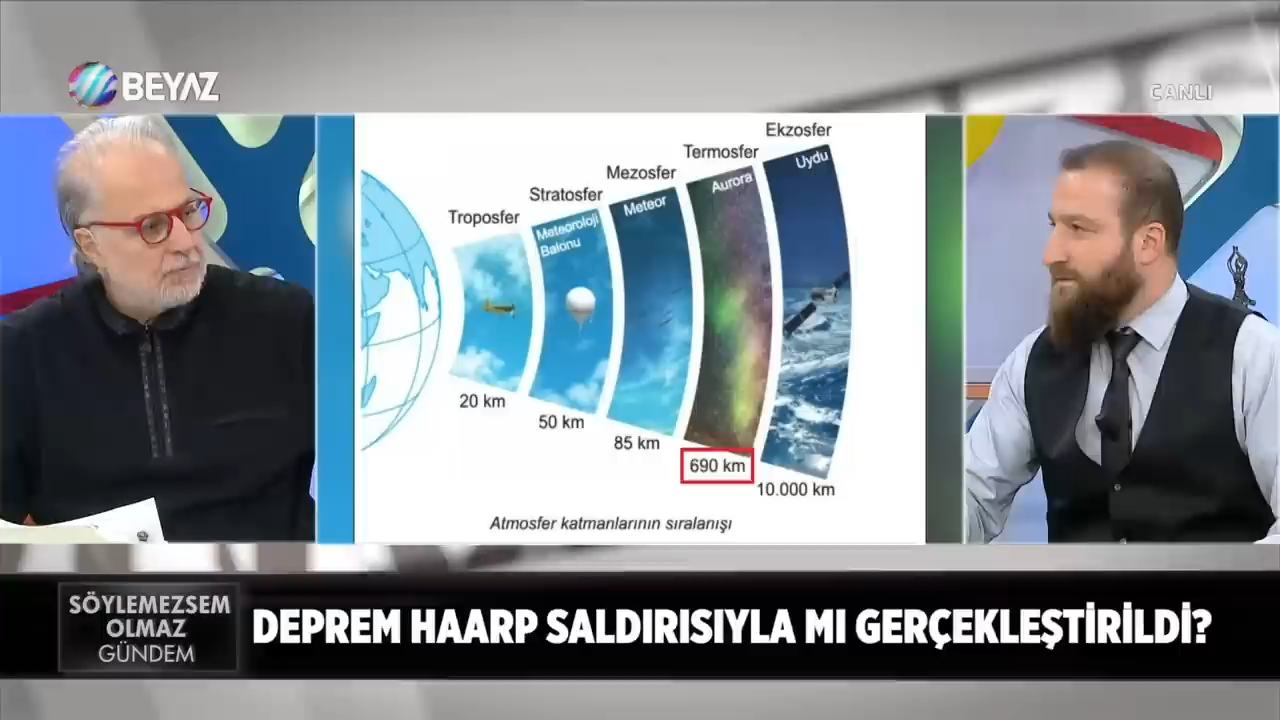 BEYAZ
CANLI
Ekzosfer
Termosfer
Mezosfer
Stratosfer
Troposfer
Uydu
Aurora
Meteor
Meteoroloji
Balonu
20 km
50 km
85 km
690 km
10.000 km
Atmosfer katmanlarının sıralanışı
SÖYLEMEZSEM
OLMAZ
GÜNDEM
DEPREM HAARP SALDIRISIYLA MI GERÇEKLEŞTİRİLDİ?